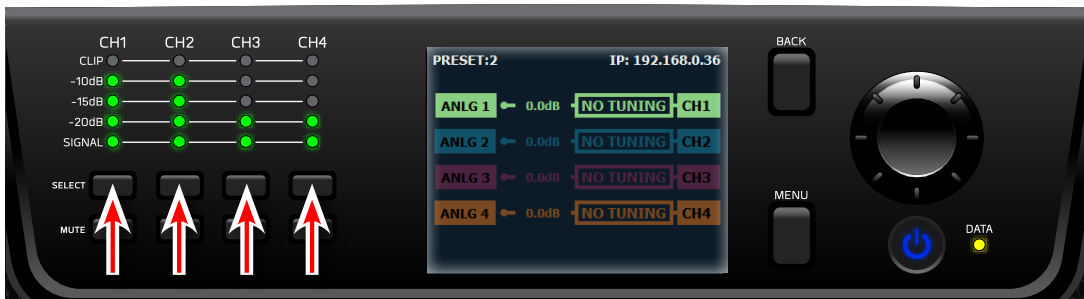 CH1 CH2 CH3 CH4
CLIP
-10dB
-15dB
-20dB
SIGNAL
SELECT
MUTE
PRESET:2 IP: 192.168.0.36
ANLG 1 0.0dB NO TUNING CH1
ANLG 2 0.0dB NO TUNING CH2
ANLG 3 0.0dB NO TUNING CH3
ANLG 4 0.0dB NO TUNING CH4
BACK
MENU
DATA